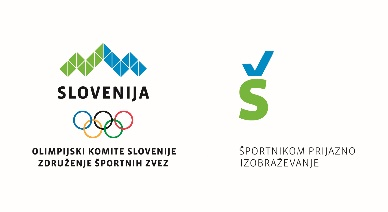 SLOVENIJA
OLIMPIJSKI KOMITE SLOVENIJE
ZDRUŽENJE ŠPORTNIH ZVEZ
Š
ŠPORTNIKOM PRIJAZNO
IZOBRAŽEVANJE